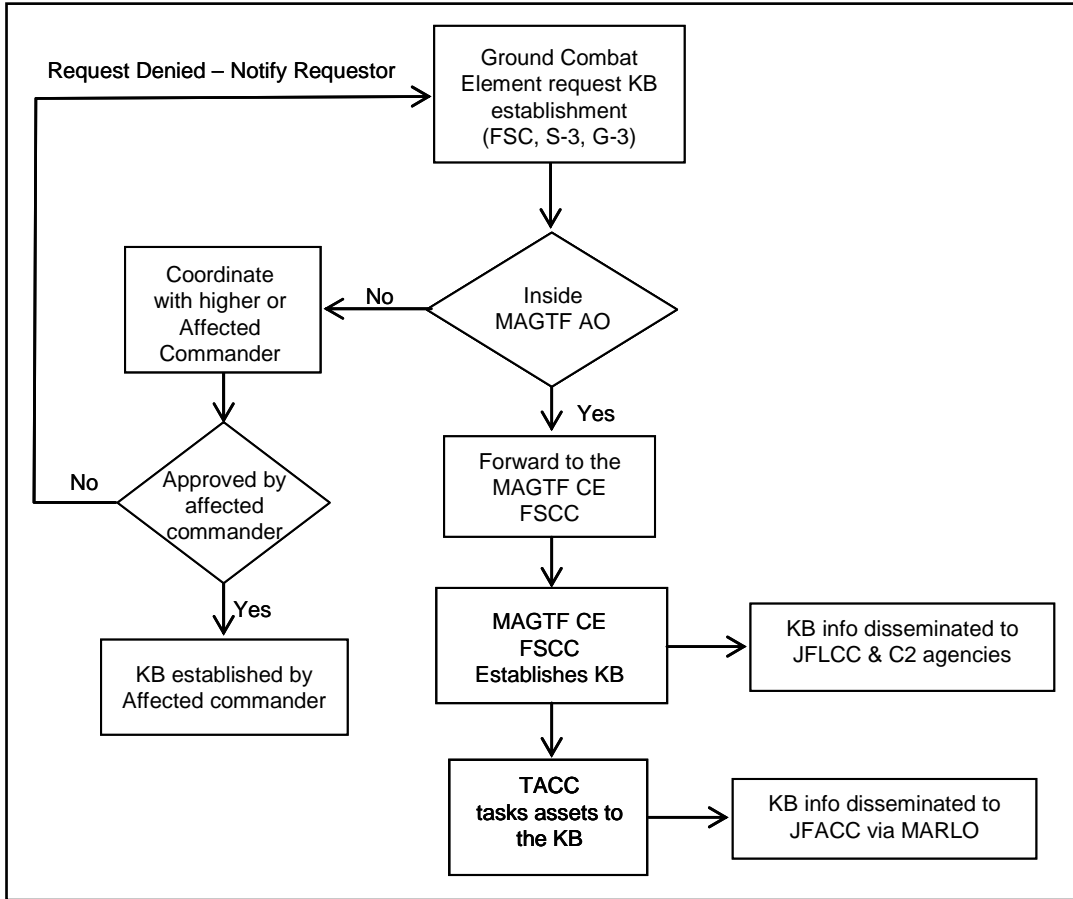 Request Denied – Notify Requestor
Ground Combat
Element request KB
establishment
(FSC, S-3, G-3)
Coordinate
with higher or
Affected
Commander
No
Inside
MAGTF AO
Yes
No
Approved by
affected
commander
Forward to the
MAGTF CE
FSCC
Yes
KB established by
Affected commander
MAGTF CE
FSCC
Establishes KB
KB info disseminated to
JFLCC & C2 agencies
TACC
tasks assets to
the KB
KB info disseminated to
JFACC via MARLO